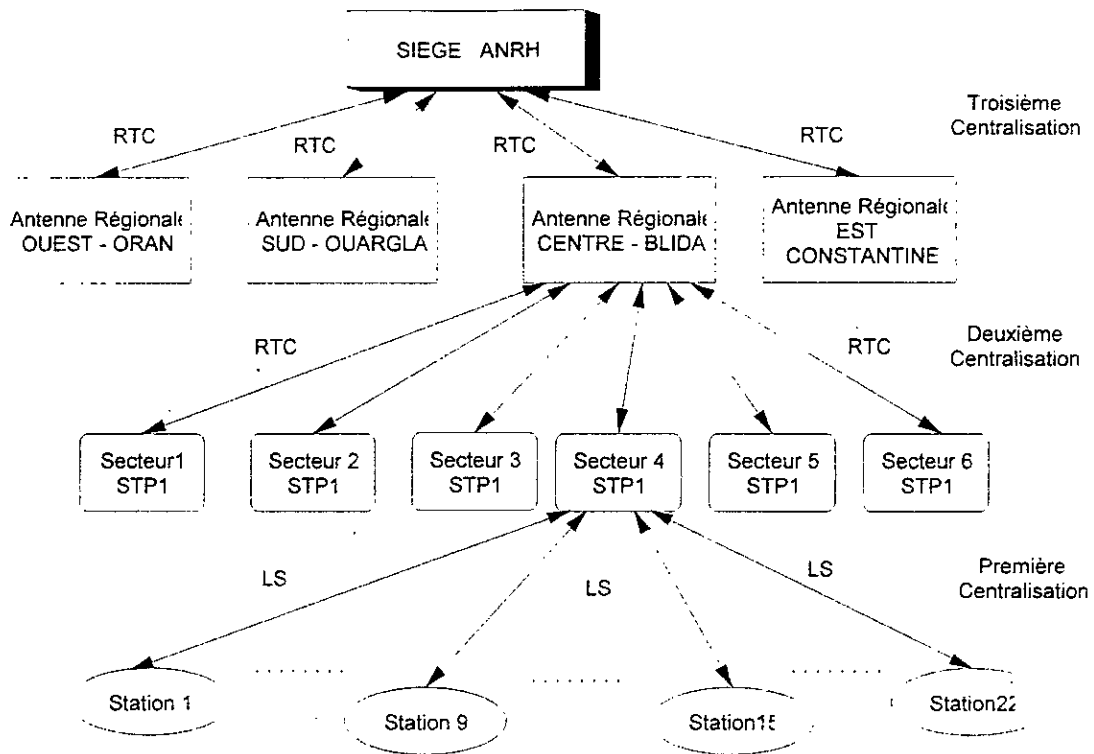 SIEGE ANRH
Troisième
Centralisation
RTC
RTC
RTC
RTC
Antenne Régionale
OUEST - ORAN
Antenne Régionale
SUD - OUARGLA
Antenne Régionale
CENTRE - BLIDA
Antenne Régionale
EST
CONSTANTINE
Deuxième
Centralisation
RTC
RTC
Secteur1
STP1
Secteur 2
STP1
Secteur 3
STP1
Secteur 4
STP1
Secteur 5
STP1
Secteur 6
STP1
Première
Centralisation
LS
LS
LS
Station 1
Station 9
Station15
Station22